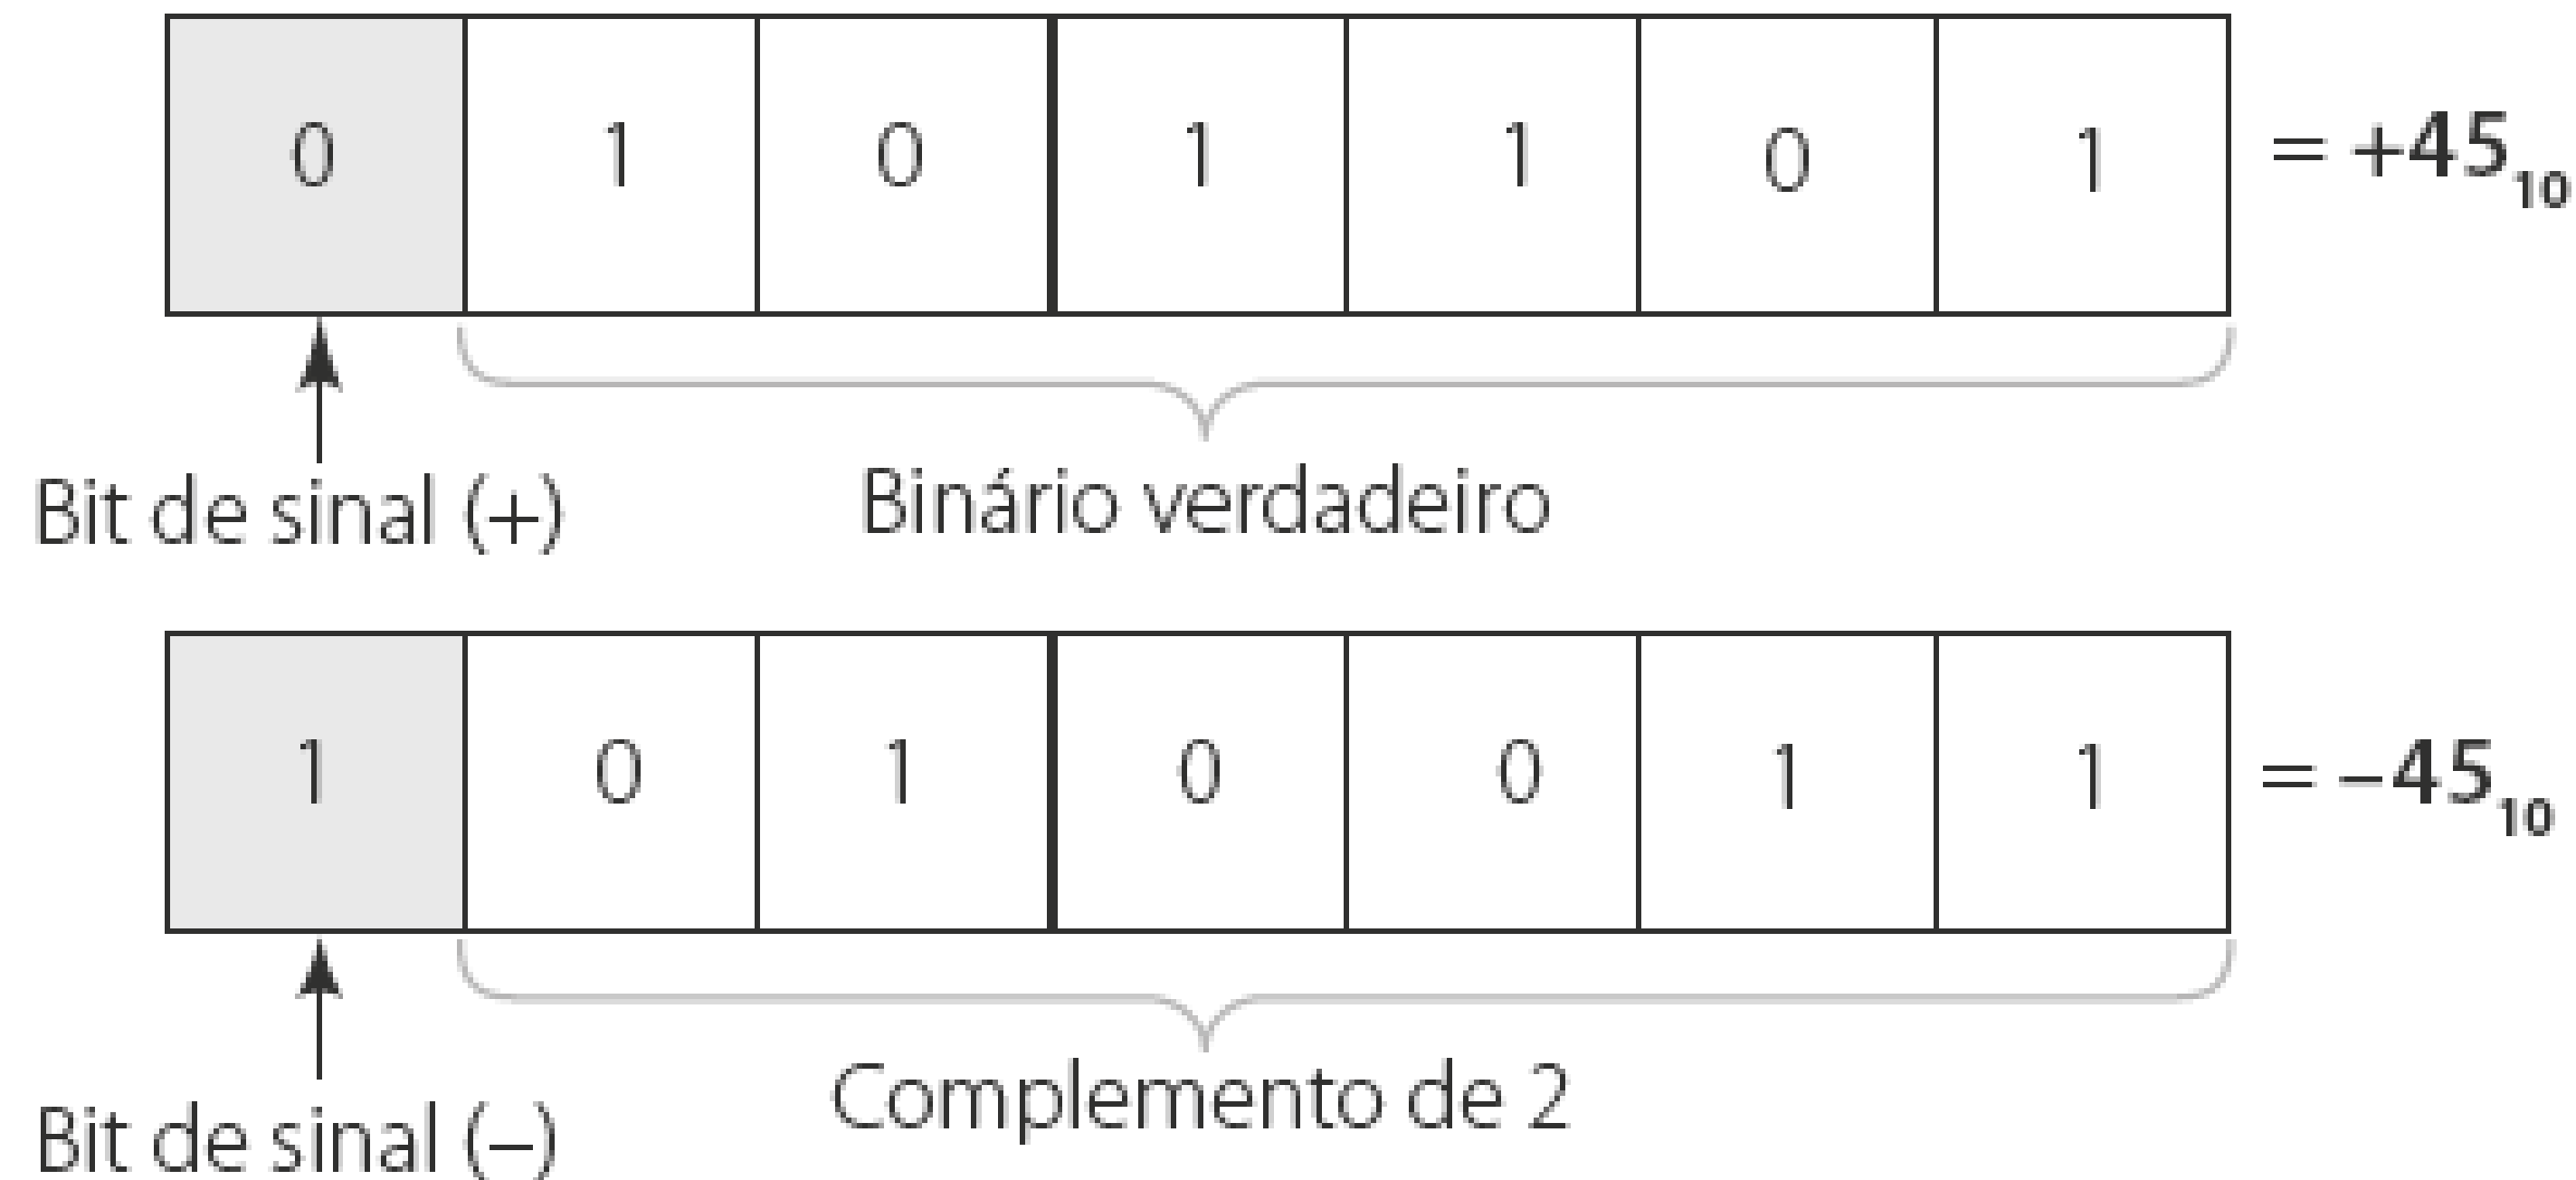 0 1 0 1 1 0 1 = +45₁₀
Bit de sinal (+) Binário verdadeiro
1 0 1 0 0 1 1 = –45₁₀
Bit de sinal (–) Complemento de 2